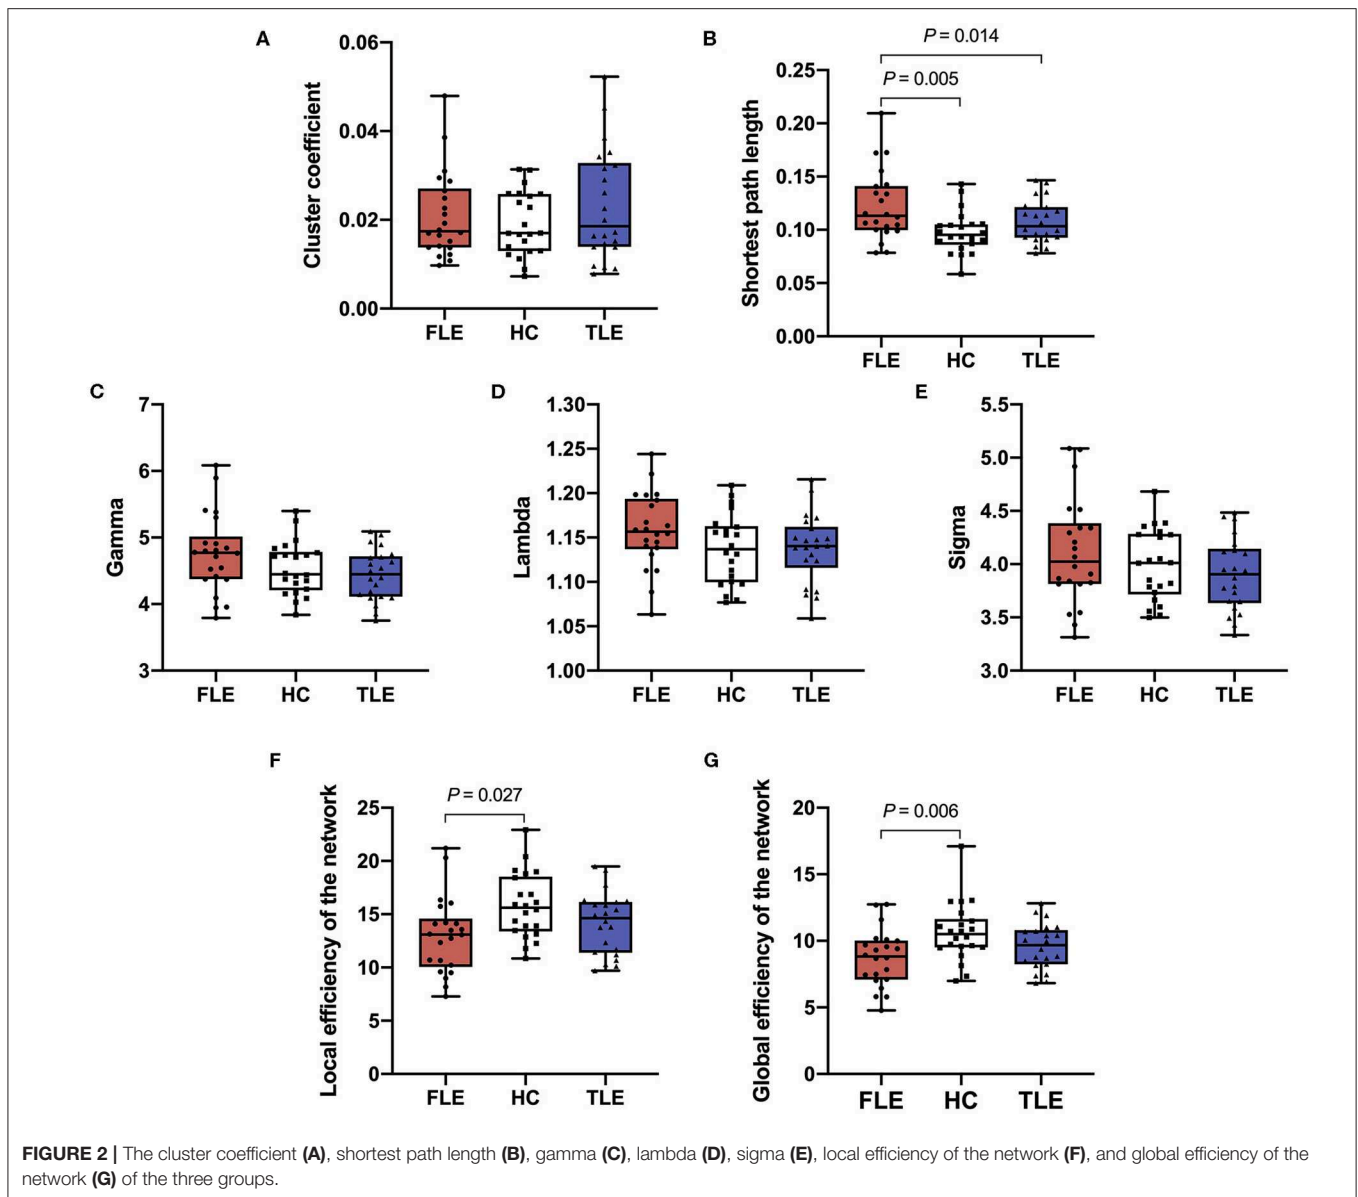 A
Cluster coefficient
0.06
0.04
0.02
0.00
FLE HC TLE
B
P = 0.014
P = 0.005
Shortest path length
0.25
0.20
0.15
0.10
0.05
0.00
FLE HC TLE
C
Gamma
7
6
5
4
3
FLE HC TLE
D
Lambda
1.30
1.25
1.20
1.15
1.10
1.05
1.00
FLE HC TLE
E
Sigma
5.5
5.0
4.5
4.0
3.5
3.0
FLE HC TLE
F
P = 0.027
Local efficiency of the network
25
20
15
10
5
0
FLE HC TLE
G
P = 0.006
Global efficiency of the network
20
15
10
5
0
FLE HC TLE
FIGURE 2 | The cluster coefficient (A), shortest path length (B), gamma (C), lambda (D), sigma (E), local efficiency of the network (F), and global efficiency of the
network (G) of the three groups.